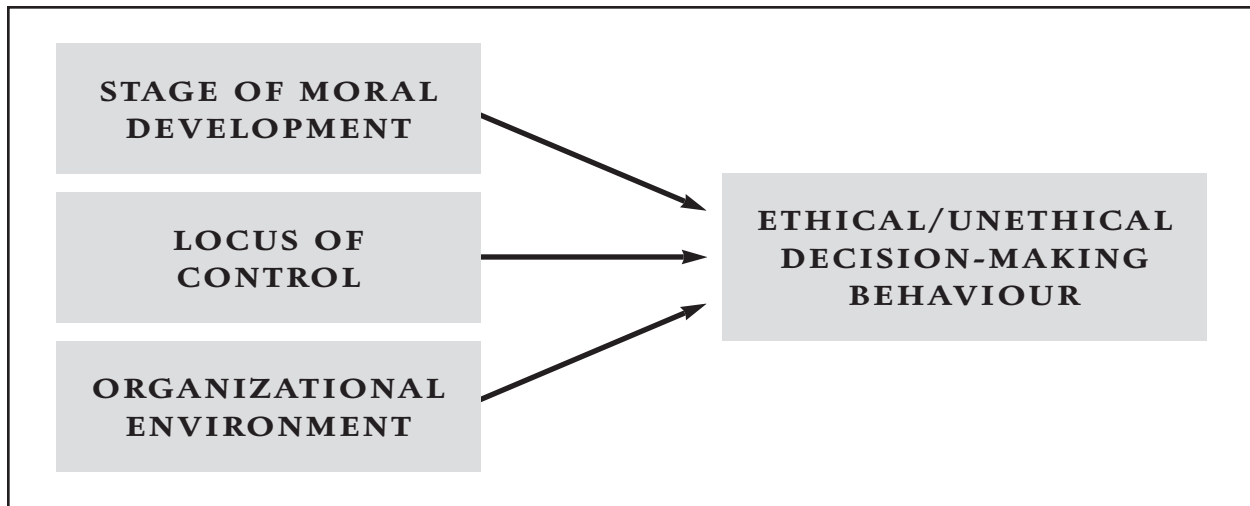 STAGE OF MORAL
DEVELOPMENT
LOCUS OF
CONTROL
ORGANIZATIONAL
ENVIRONMENT
ETHICAL/UNETHICAL
DECISION-MAKING
BEHAVIOUR